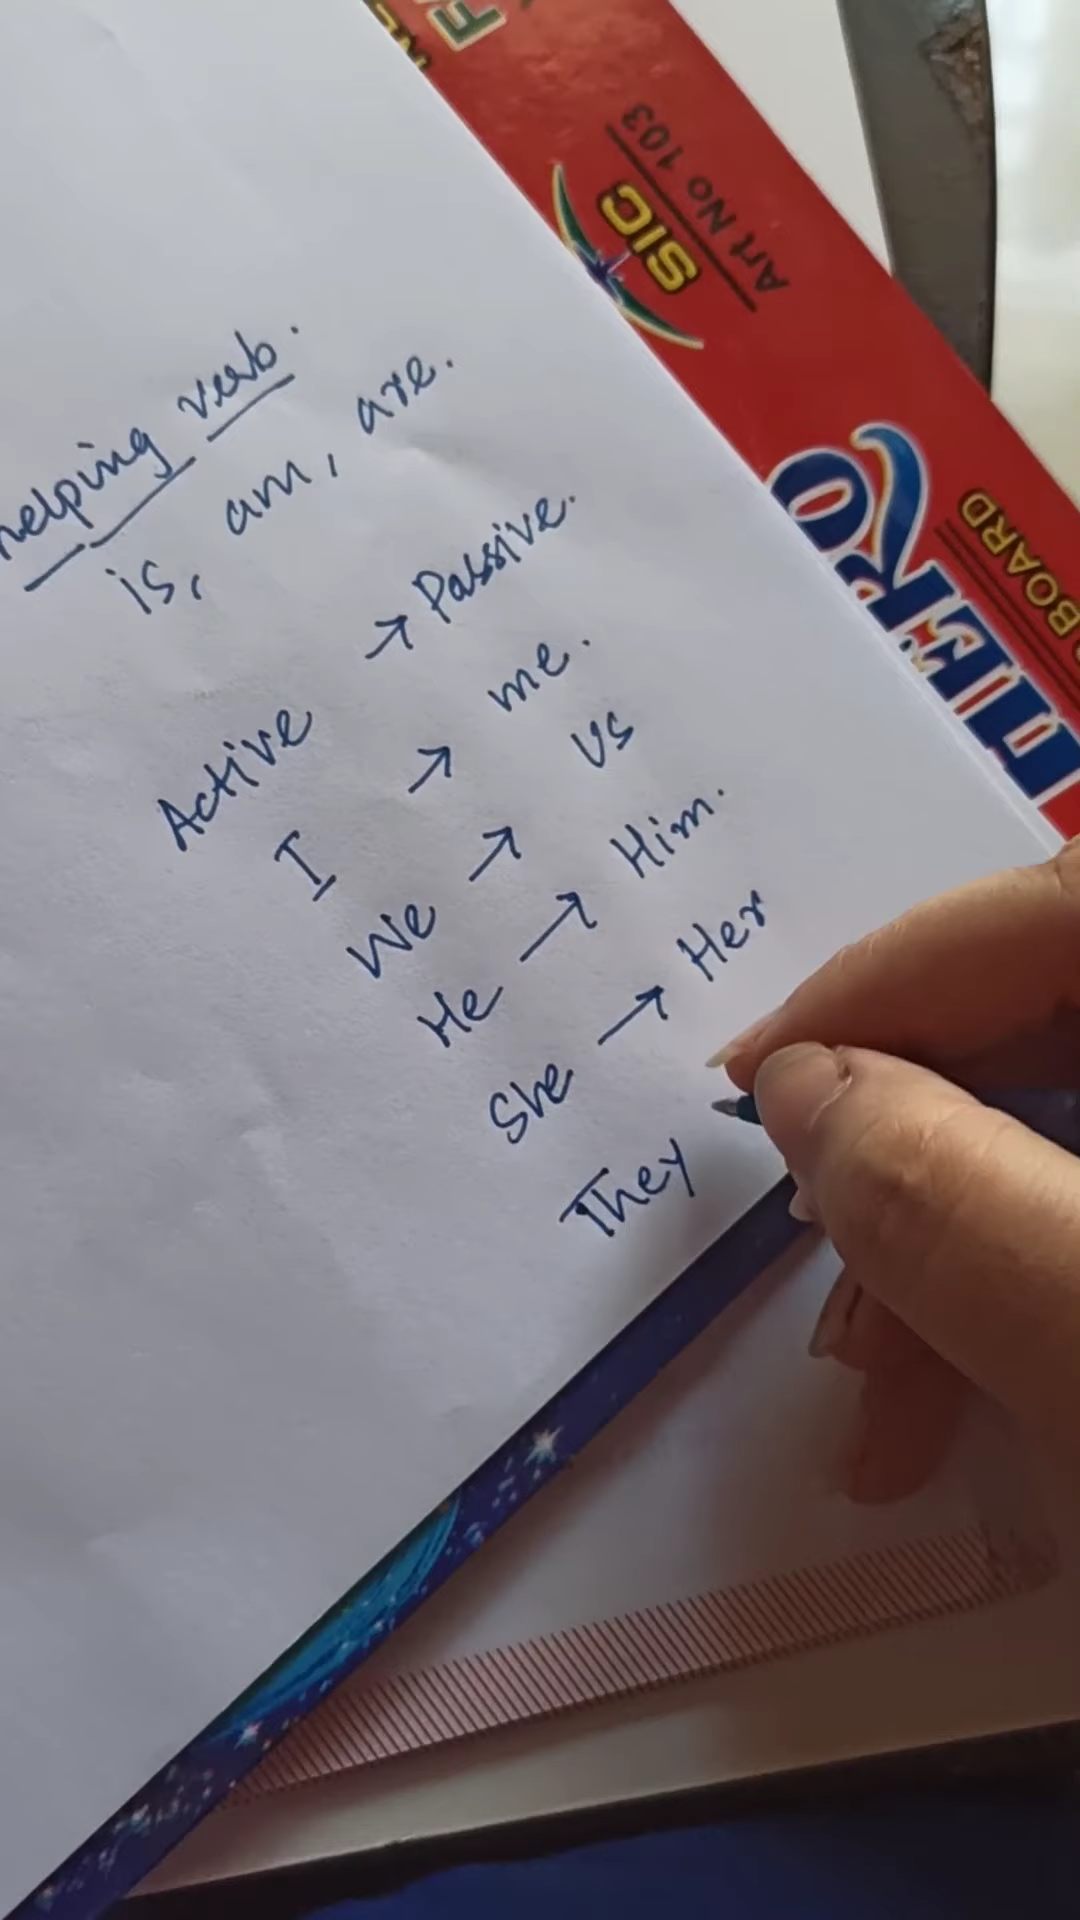 helping verb.
is, am, are.
Active → Passive.
I → me.
We → us
He → Him.
She → Her
They
SIC
Art No 103
HERO
BOARD